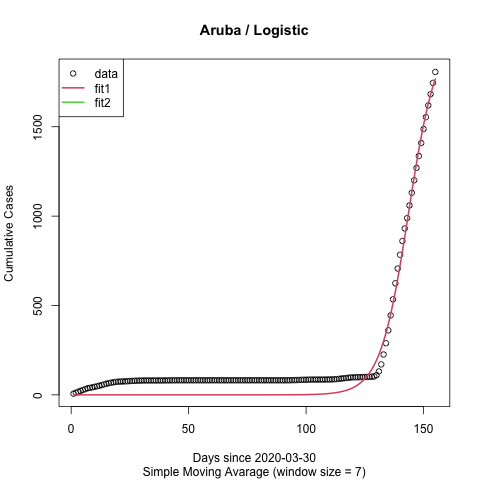 Aruba / Logistic
data
fit1
fit2
Cumulative Cases
0
500
1000
1500
0
50
100
150
Days since 2020-03-30
Simple Moving Avarage (window size = 7)